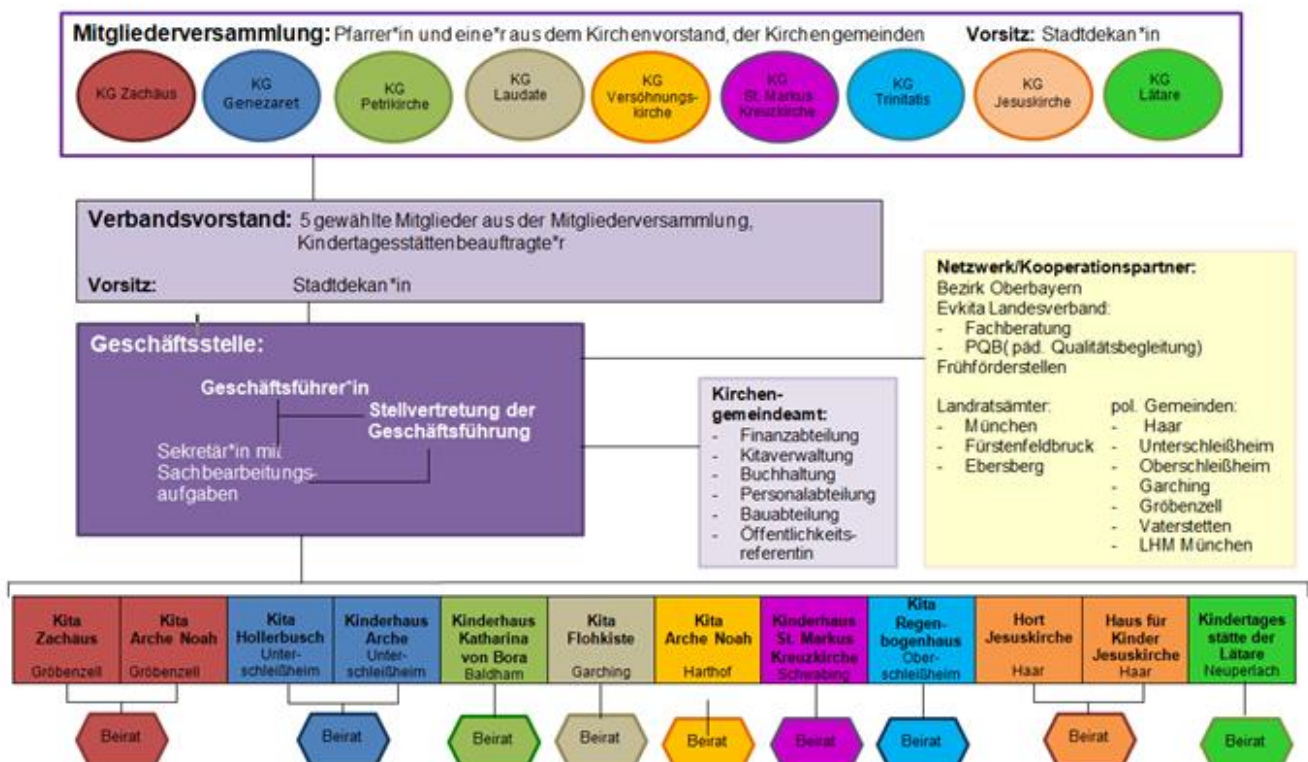 Mitgliederversammlung: Pfarrer*in und eine*r aus dem Kirchenvorstand, der Kirchengemeinden Vorsitz: Stadtdekan*in
KG Zachäus
KG
Genezaret
KG
Petrikirche
KG
Laudate
KG
Versöhnungs-
kirche
KG
St. Markus-
Kreuzkirche
KG
Trinitatis
KG
Jesuskirche
KG
Lätare
Verbandsvorstand: 5 gewählte Mitglieder aus der Mitgliederversammlung,
Kindertagesstättenbeauftragte*r
Vorsitz: Stadtdekan*in
Geschäftsstelle:
Geschäftsführer*in
Stellvertretung der
Geschäftsführung
Sekretär*in mit
Sachbearbeitungs-
aufgaben
Kirchen-
gemeindeamt:
- Finanzabteilung
- Kitaverwaltung
- Buchhaltung
- Personalabteilung
- Bauabteilung
- Öffentlichkeits-
referentin
Netzwerk/Kooperationspartner:
Bezirk Oberbayern
Evkita Landesverband:
- Fachberatung
- PQB( päd. Qualitätsbegleitung)
Frühförderstellen
Landratsämter:
- München
- Fürstenfeldbruck
- Ebersberg
pol. Gemeinden:
- Haar
- Unterschleißheim
- Oberschleißheim
- Garching
- Gröbenzell
- Vaterstetten
- LHM München
Kita
Zachäus
Gröbenzell
Kita
Arche Noah
Gröbenzell
Kita
Hollerbusch
Unter-
schleißheim
Kinderhaus
Arche
Unter-
schleißheim
Kinderhaus
Katharina
von Bora
Baldham
Kita
Flohkiste
Garching
Kita
Arche Noah
Harthof
Kinderhaus
St. Markus
Kreuzkirche
Schwabing
Kita
Regen-
bogenhaus
Ober-
schleißheim
Hort
Jesuskirche
Haar
Haus für
Kinder
Jesuskirche
Haar
Kindertages
stätte der
Lätare
Neuperlach
Beirat
Beirat
Beirat
Beirat
Beirat
Beirat
Beirat
Beirat
Beirat